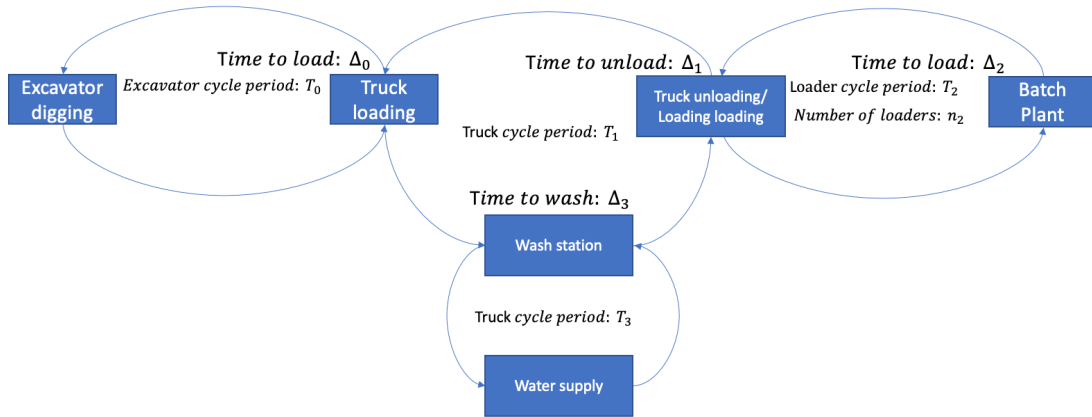 Time to load: Δ₀
Time to unload: Δ₁
Time to load: Δ₂
Excavator
digging
Excavator cycle period: T₀
Truck
loading
Truck unloading/
Loading loading
Loader cycle period: T₂
Number of loaders: n₂
Batch
Plant
Truck cycle period: T₁
Time to wash: Δ₃
Wash station
Truck cycle period: T₃
Water supply